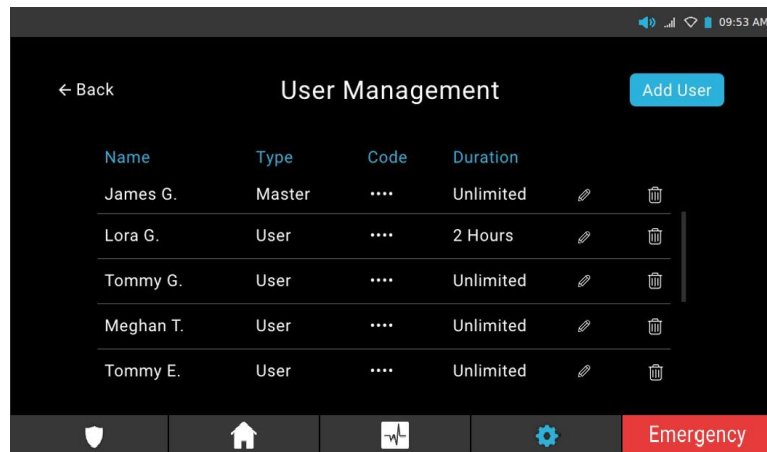 09:53 AM
← Back User Management Add User
Name Type Code Duration
James G. Master •••• Unlimited
Lora G. User •••• 2 Hours
Tommy G. User •••• Unlimited
Meghan T. User •••• Unlimited
Tommy E. User •••• Unlimited
Emergency